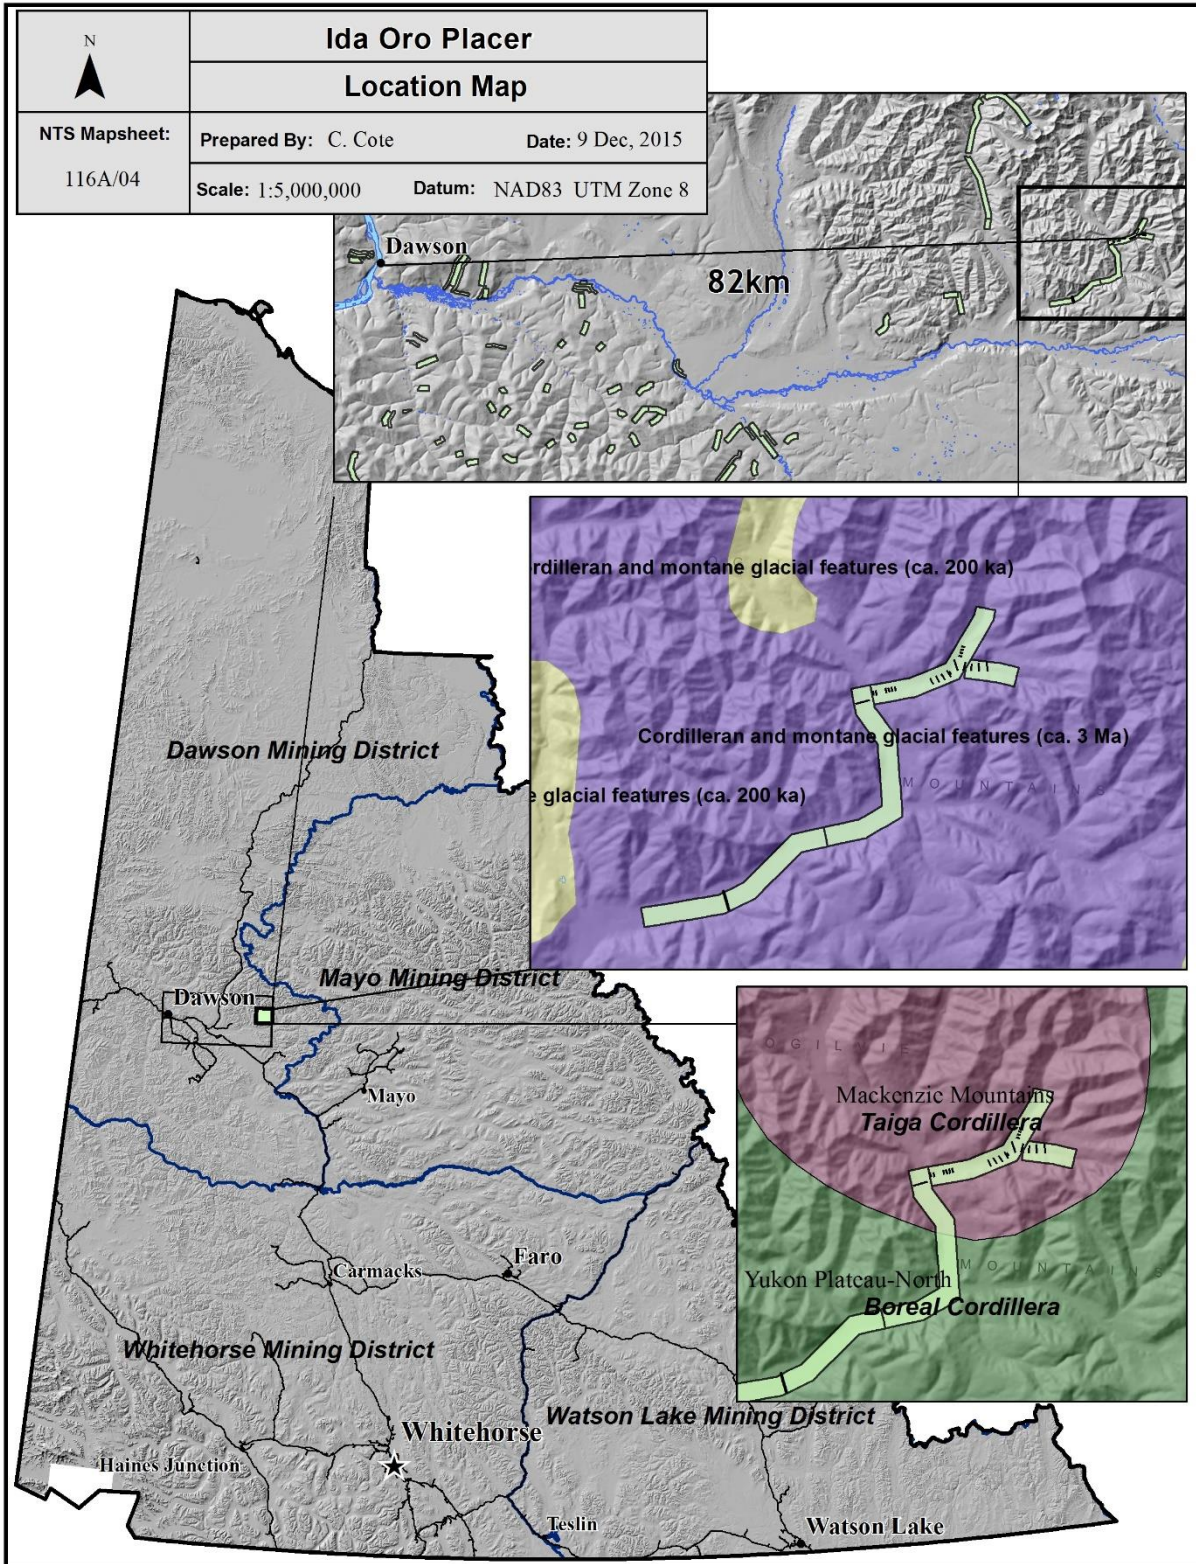 N
Ida Oro Placer
Location Map
NTS Mapsheet:
116A/04
Prepared By: C. Cote
Date: 9 Dec, 2015
Scale: 1:5,000,000
Datum: NAD83 UTM Zone 8
Dawson
82km
rdilleran and montane glacial features (ca. 200 ka)
Cordilleran and montane glacial features (ca. 3 Ma)
MOUNTAINS
e glacial features (ca. 200 ka)
Dawson Mining District
Mayo Mining District
Dawson
Mayo
OGILVIE
Mackenzie Mountains
Taiga Cordillera
MOUNTAINS
Yukon Plateau-North
Boreal Cordillera
Faro
Carmacks
Whitehorse Mining District
Watson Lake Mining District
Whitehorse
Haines Junction
Teslin
Watson Lake